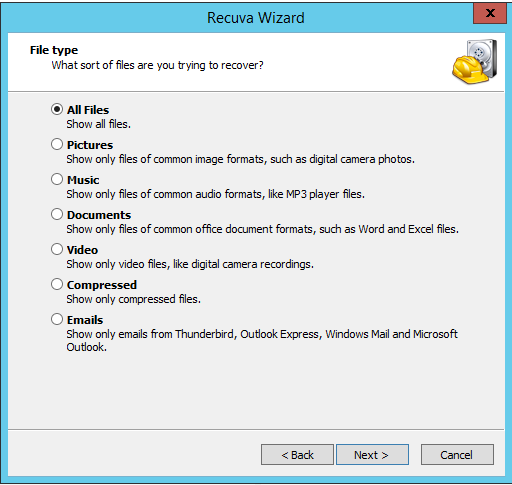 Recuva Wizard
x
File type
What sort of files are you trying to recover?
All Files
Show all files.
Pictures
Show only files of common image formats, such as digital camera photos.
Music
Show only files of common audio formats, like MP3 player files.
Documents
Show only files of common office document formats, such as Word and Excel files.
Video
Show only video files, like digital camera recordings.
Compressed
Show only compressed files.
Emails
Show only emails from Thunderbird, Outlook Express, Windows Mail and Microsoft
Outlook.
< Back
Next >
Cancel